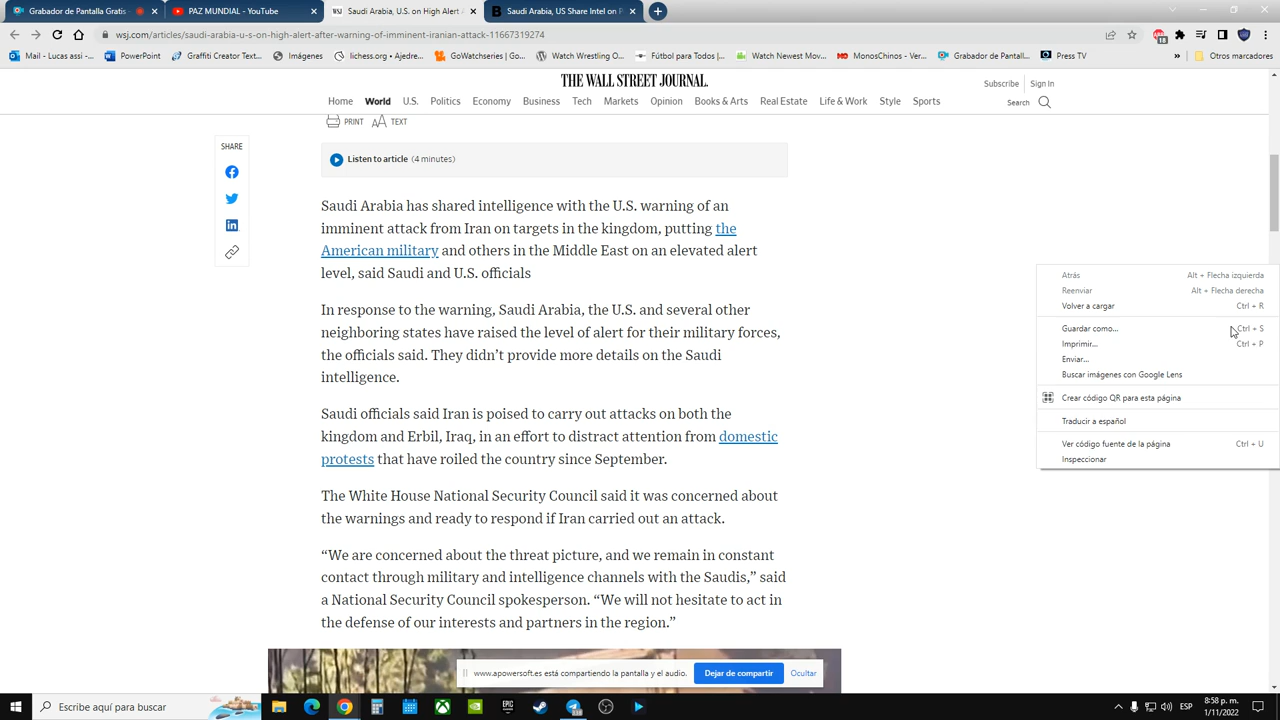 Grabador de Pantalla Gratis -
PAZ MUNDIAL - YouTube
WSJ
Saudi Arabia, U.S. on High Alert A
Saudi Arabia, US Share Intel on P
wsj.com/articles/saudi-arabia-u-s-on-high-alert-after-warning-of-imminent-iranian-attack-11667319274
Mail - Lucas assi -...
PowerPoint
Graffiti Creator Text...
Imágenes
lichess.org • Ajedre...
GoWatchseries | Go...
Watch Wrestling O...
Fútbol para Todos |...
Watch Newest Mov...
MonosChinos - Ver...
Grabador de Pantall...
Press TV
»
Otros marcadores
THE WALL STREET JOURNAL.
Subscribe
Sign In
Home
World
U.S.
Politics
Economy
Business
Tech
Markets
Opinion
Books & Arts
Real Estate
Life & Work
Style
Sports
Search
PRINT
AA TEXT
SHARE
Listen to article (4 minutes)
Saudi Arabia has shared intelligence with the U.S. warning of an
imminent attack from Iran on targets in the kingdom, putting the
American military and others in the Middle East on an elevated alert
level, said Saudi and U.S. officials
In response to the warning, Saudi Arabia, the U.S. and several other
neighboring states have raised the level of alert for their military forces,
the officials said. They didn’t provide more details on the Saudi
intelligence.
Saudi officials said Iran is poised to carry out attacks on both the
kingdom and Erbil, Iraq, in an effort to distract attention from domestic
protests that have roiled the country since September.
The White House National Security Council said it was concerned about
the warnings and ready to respond if Iran carried out an attack.
“We are concerned about the threat picture, and we remain in constant
contact through military and intelligence channels with the Saudis,” said
a National Security Council spokesperson. “We will not hesitate to act in
the defense of our interests and partners in the region.”
Atrás Alt + Flecha izquierda
Reenviar Alt + Flecha derecha
Volver a cargar Ctrl + R
Guardar como... Ctrl + S
Imprimir... Ctrl + P
Enviar...
Buscar imágenes con Google Lens
Crear código QR para esta página
Traducir a español
Ver código fuente de la página Ctrl + U
Inspeccionar
www.apowersoft.es está compartiendo la pantalla y el audio.
Dejar de compartir
Ocultar
Escribe aquí para buscar
EPIC
ESP
8:58 p. m.
1/11/2022